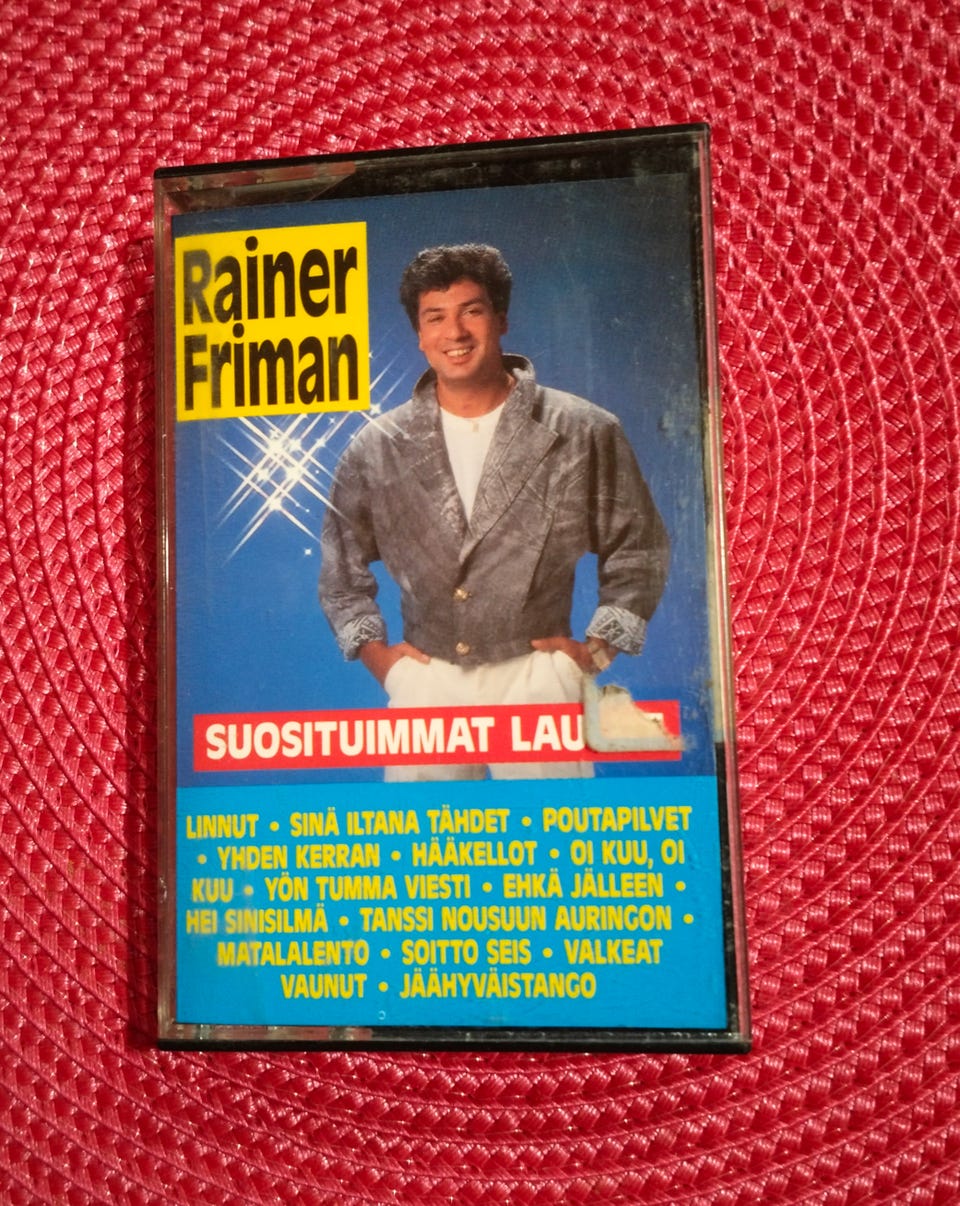 Rainer
Friman
SUOSITUIMMAT
LINNUT • SINÄ ILTANA TÄHDET • POUTAPILVET
• YHDEN KERRAN • HÄÄKELLOT • OI KUU, OI
KUU • YÖN TUMMA VIESTI • EHKÄ JÄLLEEN •
HEI SINISILMÄ • TANSSI NOUSUUN AURINGON •
MATALALENTO • SOITTO SEIS • VALKEAT
VAUNUT • JÄÄHYVÄISTANGO